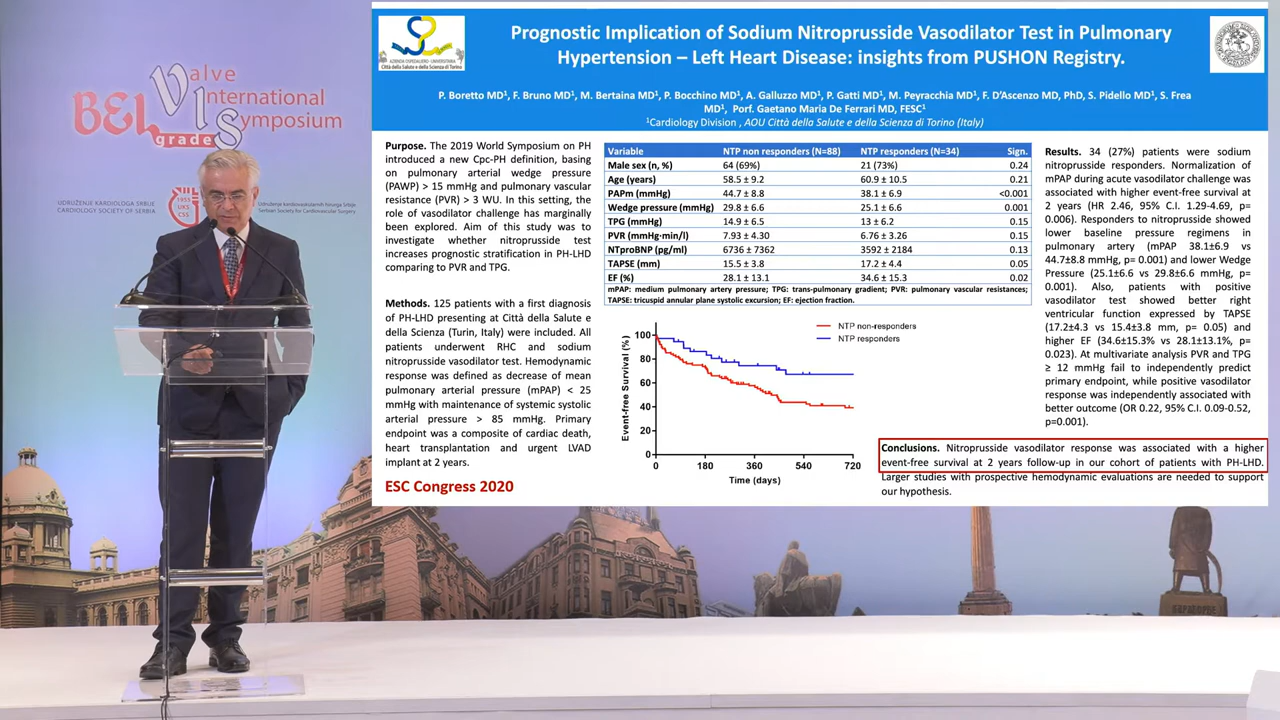 BELgrade
Valve
International
Symposium
UDRUŽENJE KARDIOLOGA SRBIJE
CARDIOLOGY SOCIETY OF SERBIA
1955
UKS
CSS
Serbian Society for Cardiovascular Surgery
AZIENDA OSPEDALIERO - UNIVERSITARIA
Città della Salute e della Scienza di Torino
Prognostic Implication of Sodium Nitroprusside Vasodilator Test in Pulmonary
Hypertension – Left Heart Disease: insights from PUSHON Registry.
P. Boretto MD¹, F. Bruno MD¹, M. Bertaina MD¹, P. Bocchino MD¹, A. Galluzzo MD¹, P. Gatti MD¹, M. Peyracchia MD¹, F. D’Ascenzo MD, PhD, S. Pidello MD¹, S. Frea
MD¹, Porf. Gaetano Maria De Ferrari MD, FESC¹
¹Cardiology Division , AOU Città della Salute e della Scienza di Torino (Italy)
Purpose. The 2019 World Symposium on PH
introduced a new Cpc-PH definition, basing
on pulmonary arterial wedge pressure
(PAWP) > 15 mmHg and pulmonary vascular
resistance (PVR) > 3 WU. In this setting, the
role of vasodilator challenge has marginally
been explored. Aim of this study was to
investigate whether nitroprusside test
increases prognostic stratification in PH-LHD
comparing to PVR and TPG.
Methods. 125 patients with a first diagnosis
of PH-LHD presenting at Città della Salute e
della Scienza (Turin, Italy) were included. All
patients underwent RHC and sodium
nitroprusside vasodilator test. Hemodynamic
response was defined as decrease of mean
pulmonary arterial pressure (mPAP) < 25
mmHg with maintenance of systemic systolic
arterial pressure > 85 mmHg. Primary
endpoint was a composite of cardiac death,
heart transplantation and urgent LVAD
implant at 2 years.
ESC Congress 2020
Variable NTP non responders (N=88) NTP responders (N=34) Sign.
Male sex (n, %) 64 (69%) 21 (73%) 0.24
Age (years) 58.5 ± 9.2 60.9 ± 10.5 0.21
PAPm (mmHg) 44.7 ± 8.8 38.1 ± 6.9 <0.001
Wedge pressure (mmHg) 29.8 ± 6.6 25.1 ± 6.6 0.001
TPG (mmHg) 14.9 ± 6.5 13 ± 6.2 0.15
PVR (mmHg·min/l) 7.93 ± 4.30 6.76 ± 3.26 0.15
NTproBNP (pg/ml) 6736 ± 7362 3592 ± 2184 0.13
TAPSE (mm) 15.5 ± 3.8 17.2 ± 4.4 0.05
EF (%) 28.1 ± 13.1 34.6 ± 15.3 0.02
mPAP: medium pulmonary artery pressure; TPG: trans-pulmonary gradient; PVR: pulmonary vascular resistances;
TAPSE: tricuspid annular plane systolic excursion; EF: ejection fraction.
NTP non-responders
NTP responders
Event-free Survival (%)
100
80
60
40
20
0
0 180 360 540 720
Time (days)
Results. 34 (27%) patients were sodium
nitroprusside responders. Normalization of
mPAP during acute vasodilator challenge was
associated with higher event-free survival at
2 years (HR 2.46, 95% C.I. 1.29-4.69, p=
0.006). Responders to nitroprusside showed
lower baseline pressure regimens in
pulmonary artery (mPAP 38.1±6.9 vs
44.7±8.8 mmHg, p= 0.001) and lower Wedge
Pressure (25.1±6.6 vs 29.8±6.6 mmHg, p=
0.001). Also, patients with positive
vasodilator test showed better right
ventricular function expressed by TAPSE
(17.2±4.3 vs 15.4±3.8 mm, p= 0.05) and
higher EF (34.6±15.3% vs 28.1±13.1%, p=
0.023). At multivariate analysis PVR and TPG
≥ 12 mmHg fail to independently predict
primary endpoint, while positive vasodilator
response was independently associated with
better outcome (OR 0.22, 95% C.I. 0.09-0.52,
p=0.001).
Conclusions. Nitroprusside vasodilator response was associated with a higher
event-free survival at 2 years follow-up in our cohort of patients with PH-LHD.
Larger studies with prospective hemodynamic evaluations are needed to support
our hypothesis.